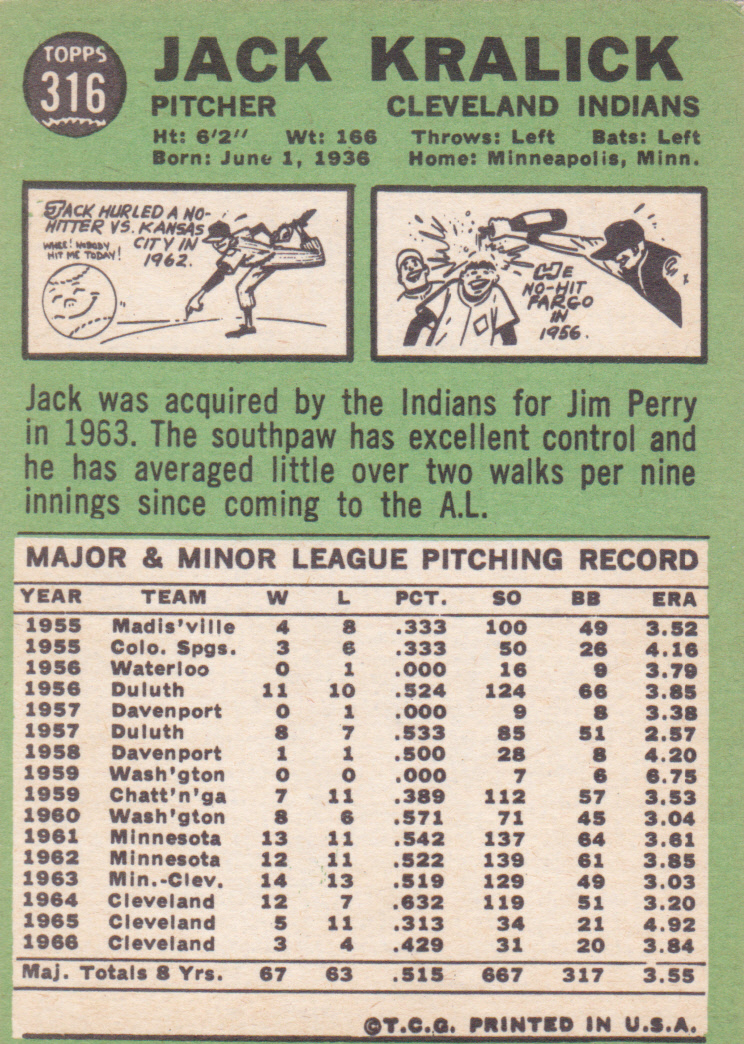 TOPPS
316
JACK KRALICK
PITCHER CLEVELAND INDIANS
Ht: 6'2" Wt: 166 Throws: Left Bats: Left
Born: June 1, 1936 Home: Minneapolis, Minn.
JACK HURLED A NO-
HITTER VS. KANSAS
CITY IN
1962.
WHEE! NOBODY
HIT ME TODAY!
HE
NO-HIT
FARGO
IN
1956.
Jack was acquired by the Indians for Jim Perry
in 1963. The southpaw has excellent control and
he has averaged little over two walks per nine
innings since coming to the A.L.
MAJOR & MINOR LEAGUE PITCHING RECORD
YEAR TEAM W L PCT. SO BB ERA
1955 Madis'ville 4 8 .333 100 49 3.52
1955 Colo. Spgs. 3 6 .333 50 26 4.16
1956 Waterloo 0 1 .000 16 9 3.79
1956 Duluth 11 10 .524 124 66 3.85
1957 Davenport 0 1 .000 9 8 3.38
1957 Duluth 8 7 .533 85 51 2.57
1958 Davenport 1 1 .500 28 8 4.20
1959 Wash'gton 0 0 .000 7 6 6.75
1959 Chatt'n'ga 7 11 .389 112 57 3.53
1960 Wash'gton 8 6 .571 71 45 3.04
1961 Minnesota 13 11 .542 137 64 3.61
1962 Minnesota 12 11 .522 139 61 3.85
1963 Min.-Clev. 14 13 .519 129 49 3.03
1964 Cleveland 12 7 .632 119 51 3.20
1965 Cleveland 5 11 .313 34 21 4.92
1966 Cleveland 3 4 .429 31 20 3.84
Maj. Totals 8 Yrs. 67 63 .515 667 317 3.55
©T.C.G. PRINTED IN U.S.A.